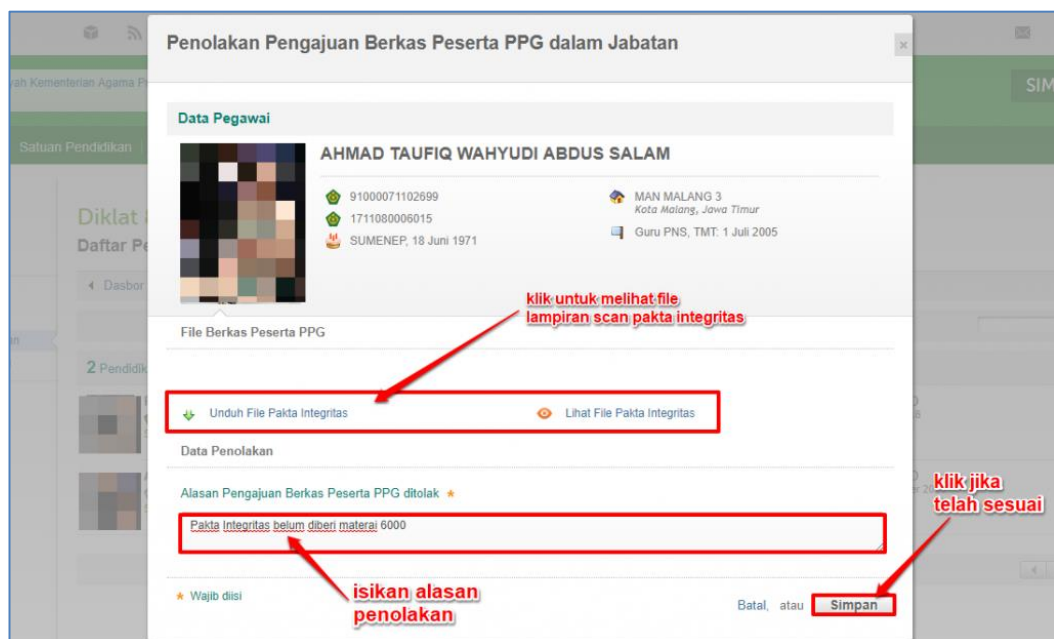 Penolakan Pengajuan Berkas Peserta PPG dalam Jabatan
ah Kementerian Agama P
SIM
Satuan Pendidikan
Diklat
Daftar Pe
Dasbor
2 Pendidik
Data Pegawai
AHMAD TAUFIQ WAHYUDI ABDUS SALAM
91000071102699
1711080006015
SUMENEP, 18 Juni 1971
MAN MALANG 3
Kota Malang, Jawa Timur
Guru PNS, TMT: 1 Juli 2005
klik untuk melihat file
lampiran scan pakta integritas
File Berkas Peserta PPG
Unduh File Pakta Integritas
Lihat File Pakta Integritas
Data Penolakan
Alasan Pengajuan Berkas Peserta PPG ditolak *
klik jika
telah sesuai
Pakta Integritas belum diberi materai 6000
isikan alasan
penolakan
* Wajib diisi
Batal, atau Simpan